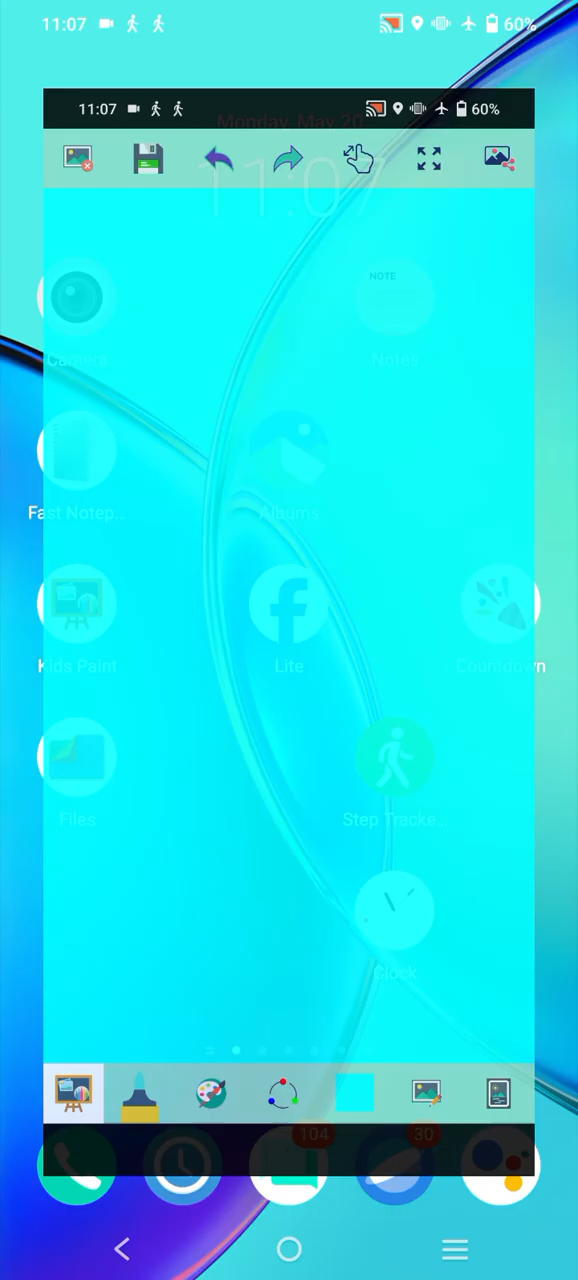 11:07
60%
11:07
60%
Monday, May 20
11:07
NOTE
Camera
Notes
Fast Notep...
Albums
Kids Paint
Lite
Countdown
Files
Step Tracke...
Clock
104
30